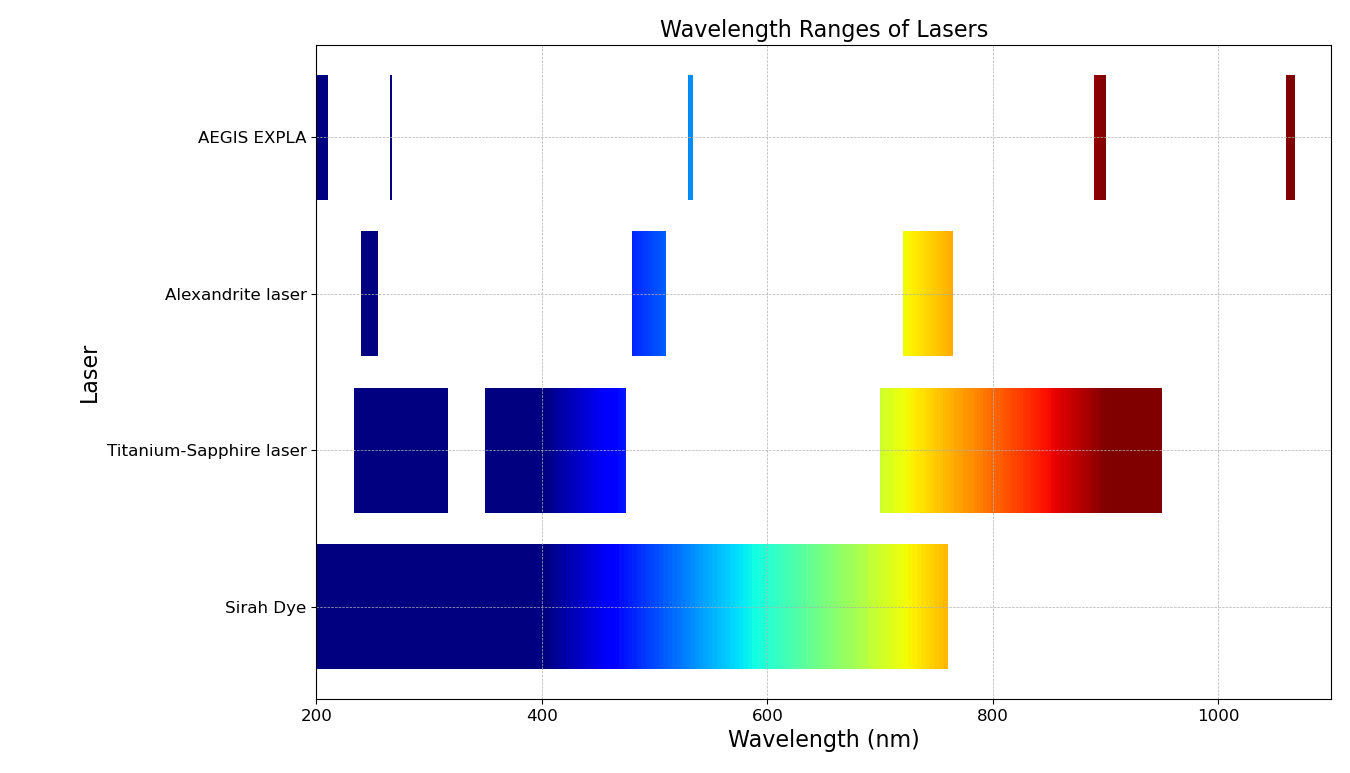 Wavelength Ranges of Lasers
AEGIS EXPLA
Alexandrite laser
Laser
Titanium-Sapphire laser
Sirah Dye
200 400 600 800 1000
Wavelength (nm)